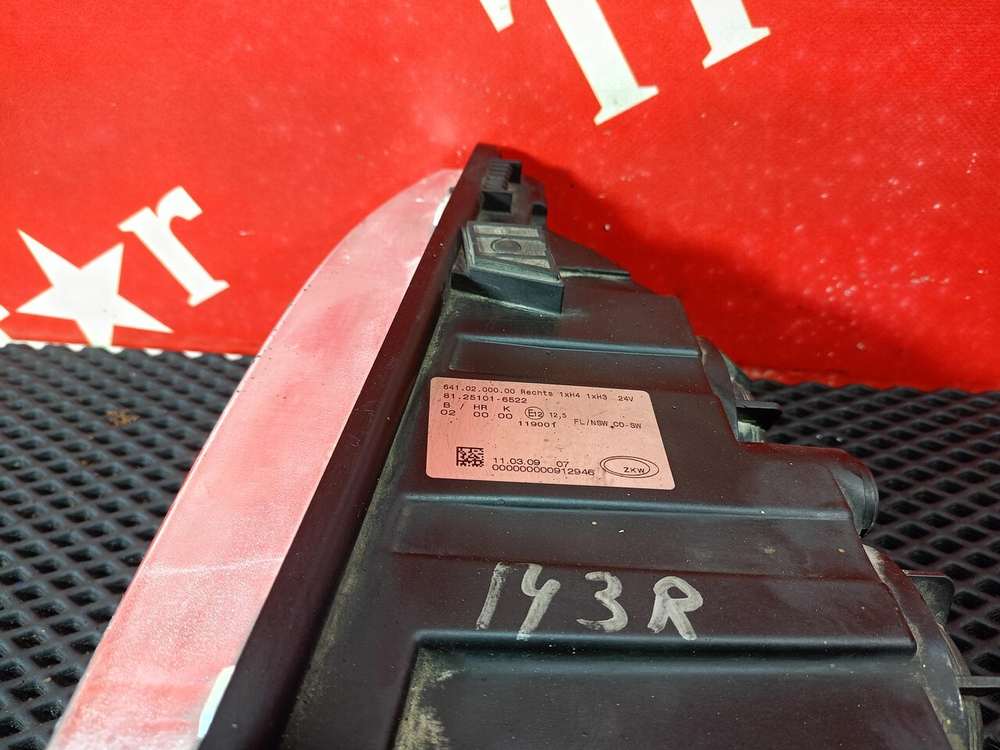 r
641.02.000.00 Rechts 1xH4 1xH3 24V
81.25101-6522
B / HR K E12 12,5
02 00 00 FL/NSW CO-SW
119001
11.03.09 07
000000000912946 ZKW
143R